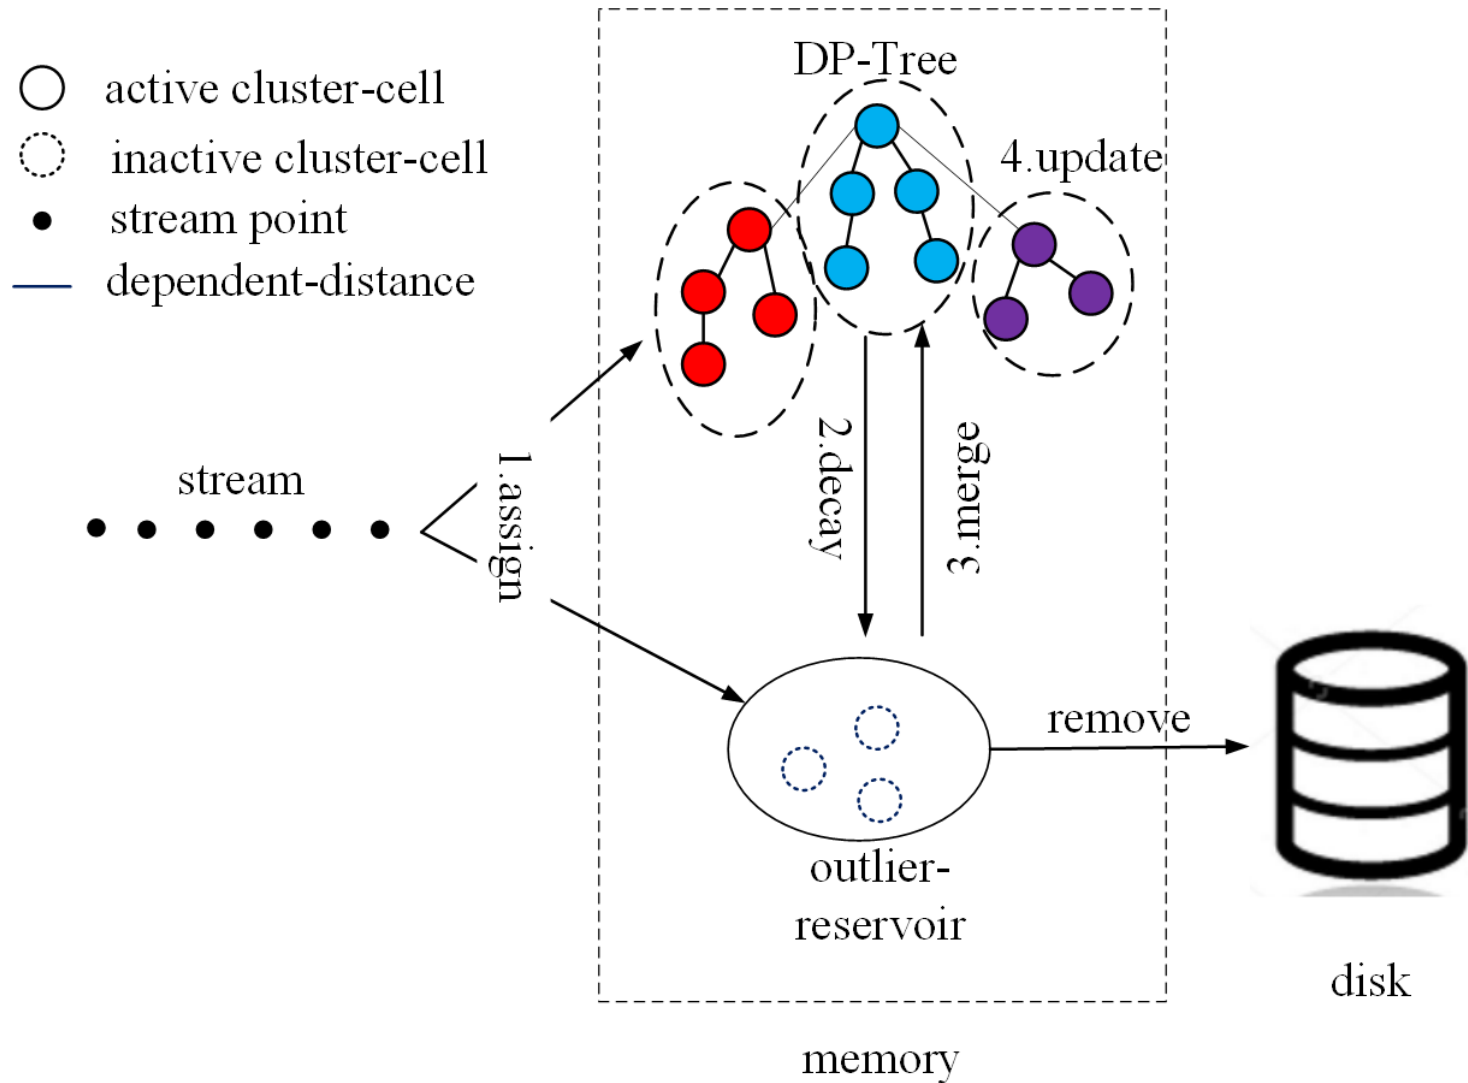 active cluster-cell
inactive cluster-cell
stream point
dependent-distance
DP-Tree
4.update
stream
1.assign
2.decay
3.merge
remove
outlier-
reservoir
disk
memory